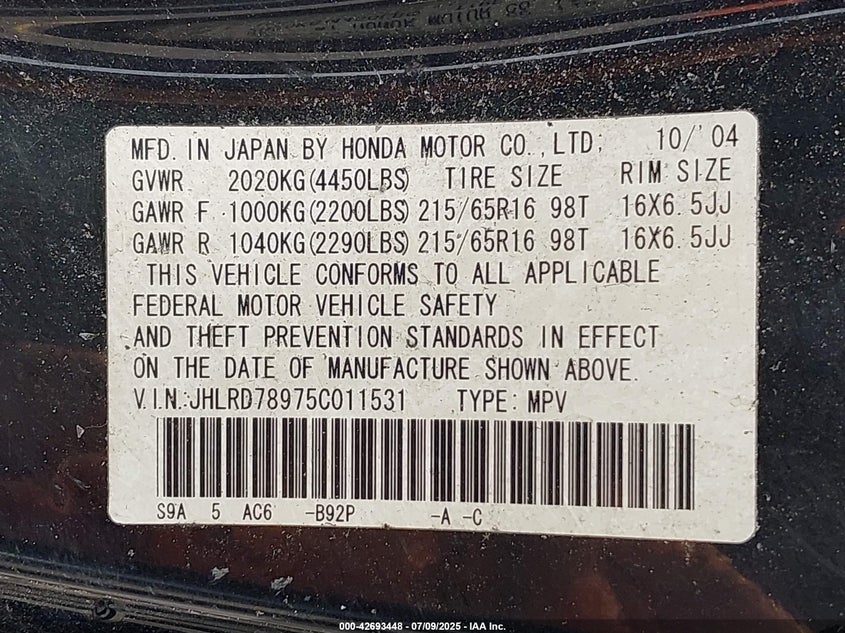 MFD. IN JAPAN BY HONDA MOTOR CO.,LTD; 10/'04
GVWR 2020KG(4450LBS) TIRE SIZE RIM SIZE
GAWR F 1000KG(2200LBS) 215/65R16 98T 16X6.5JJ
GAWR R 1040KG(2290LBS) 215/65R16 98T 16X6.5JJ
THIS VEHICLE CONFORMS TO ALL APPLICABLE
FEDERAL MOTOR VEHICLE SAFETY
AND THEFT PREVENTION STANDARDS IN EFFECT
ON THE DATE OF MANUFACTURE SHOWN ABOVE.
V.I.N.:JHLRD78975C011531 TYPE: MPV
S9A 5 AC6 -B92P -A -C
000-42693448 - 07/09/2025 - IAA Inc.